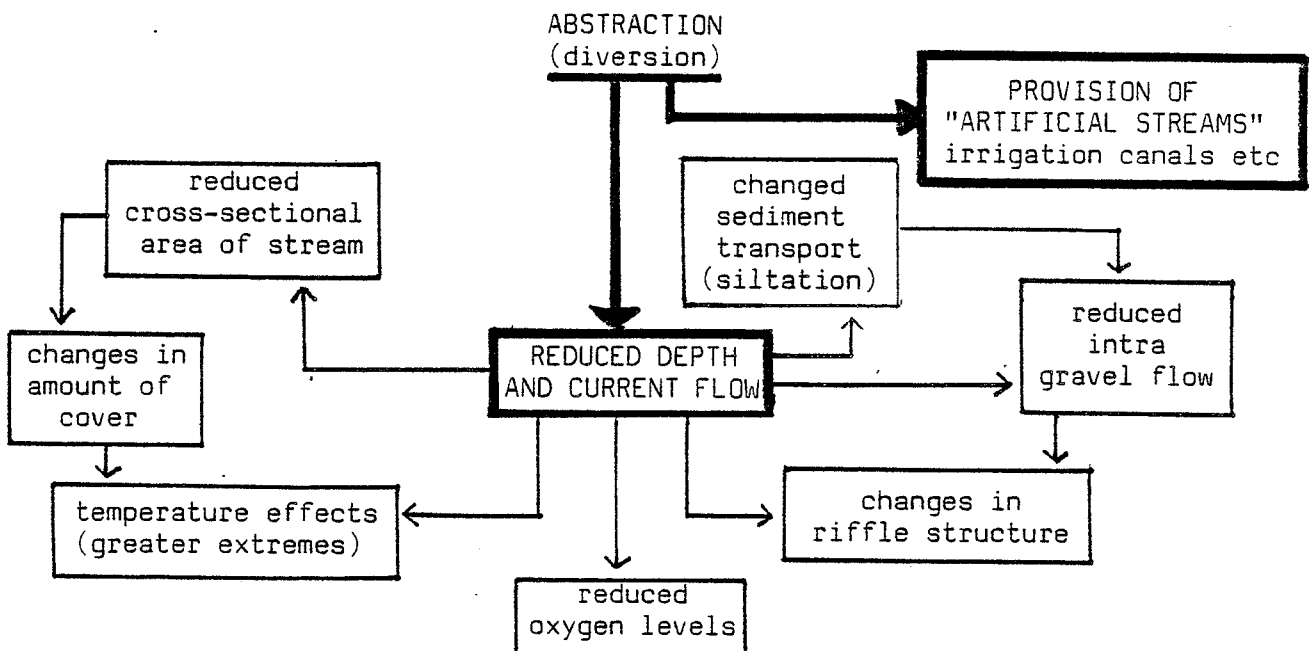 ABSTRACTION
(diversion)
PROVISION OF
"ARTIFICIAL STREAMS"
irrigation canals etc
reduced
cross-sectional
area of stream
changed
sediment
transport
(siltation)
changes in
amount of
cover
REDUCED DEPTH
AND CURRENT FLOW
reduced
intra
gravel flow
temperature effects
(greater extremes)
changes in
riffle structure
reduced
oxygen levels